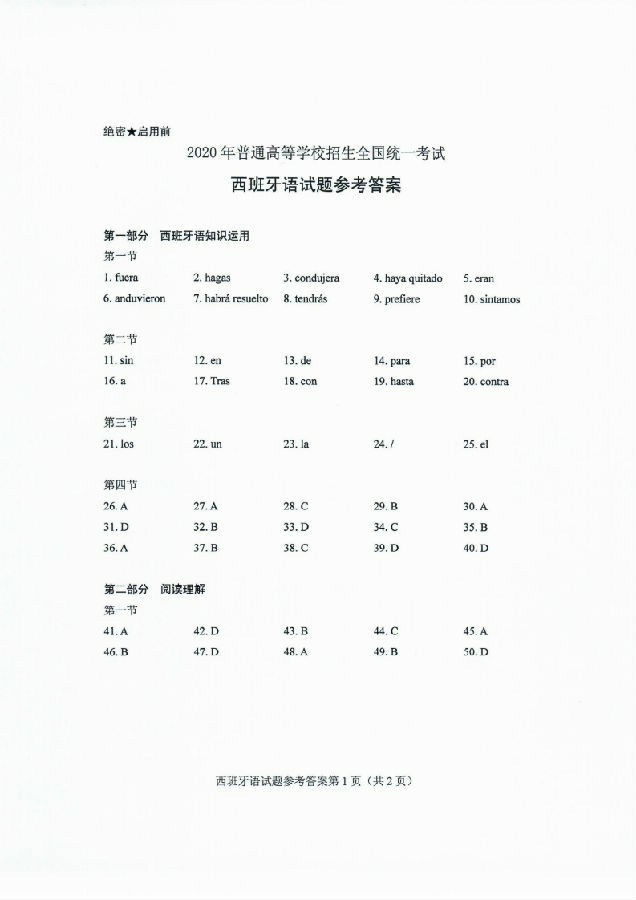 绝密★启用前
2020 年普通高等学校招生全国统一考试
西班牙语试题参考答案
第一部分 西班牙语知识运用
第一节
1. fuera 2. hagas 3. condujera 4. haya quitado 5. eran
6. anduvieron 7. habrá resuelto 8. tendrás 9. prefiere 10. sintamos
第二节
11. sin 12. en 13. de 14. para 15. por
16. a 17. Tras 18. con 19. hasta 20. contra
第三节
21. los 22. un 23. la 24. / 25. el
第四节
26. A 27. A 28. C 29. B 30. A
31. D 32. B 33. D 34. C 35. B
36. A 37. B 38. C 39. D 40. D
第二部分 阅读理解
第一节
41. A 42. D 43. B 44. C 45. A
46. B 47. D 48. A 49. B 50. D
西班牙语试题参考答案第 1 页（共 2 页）